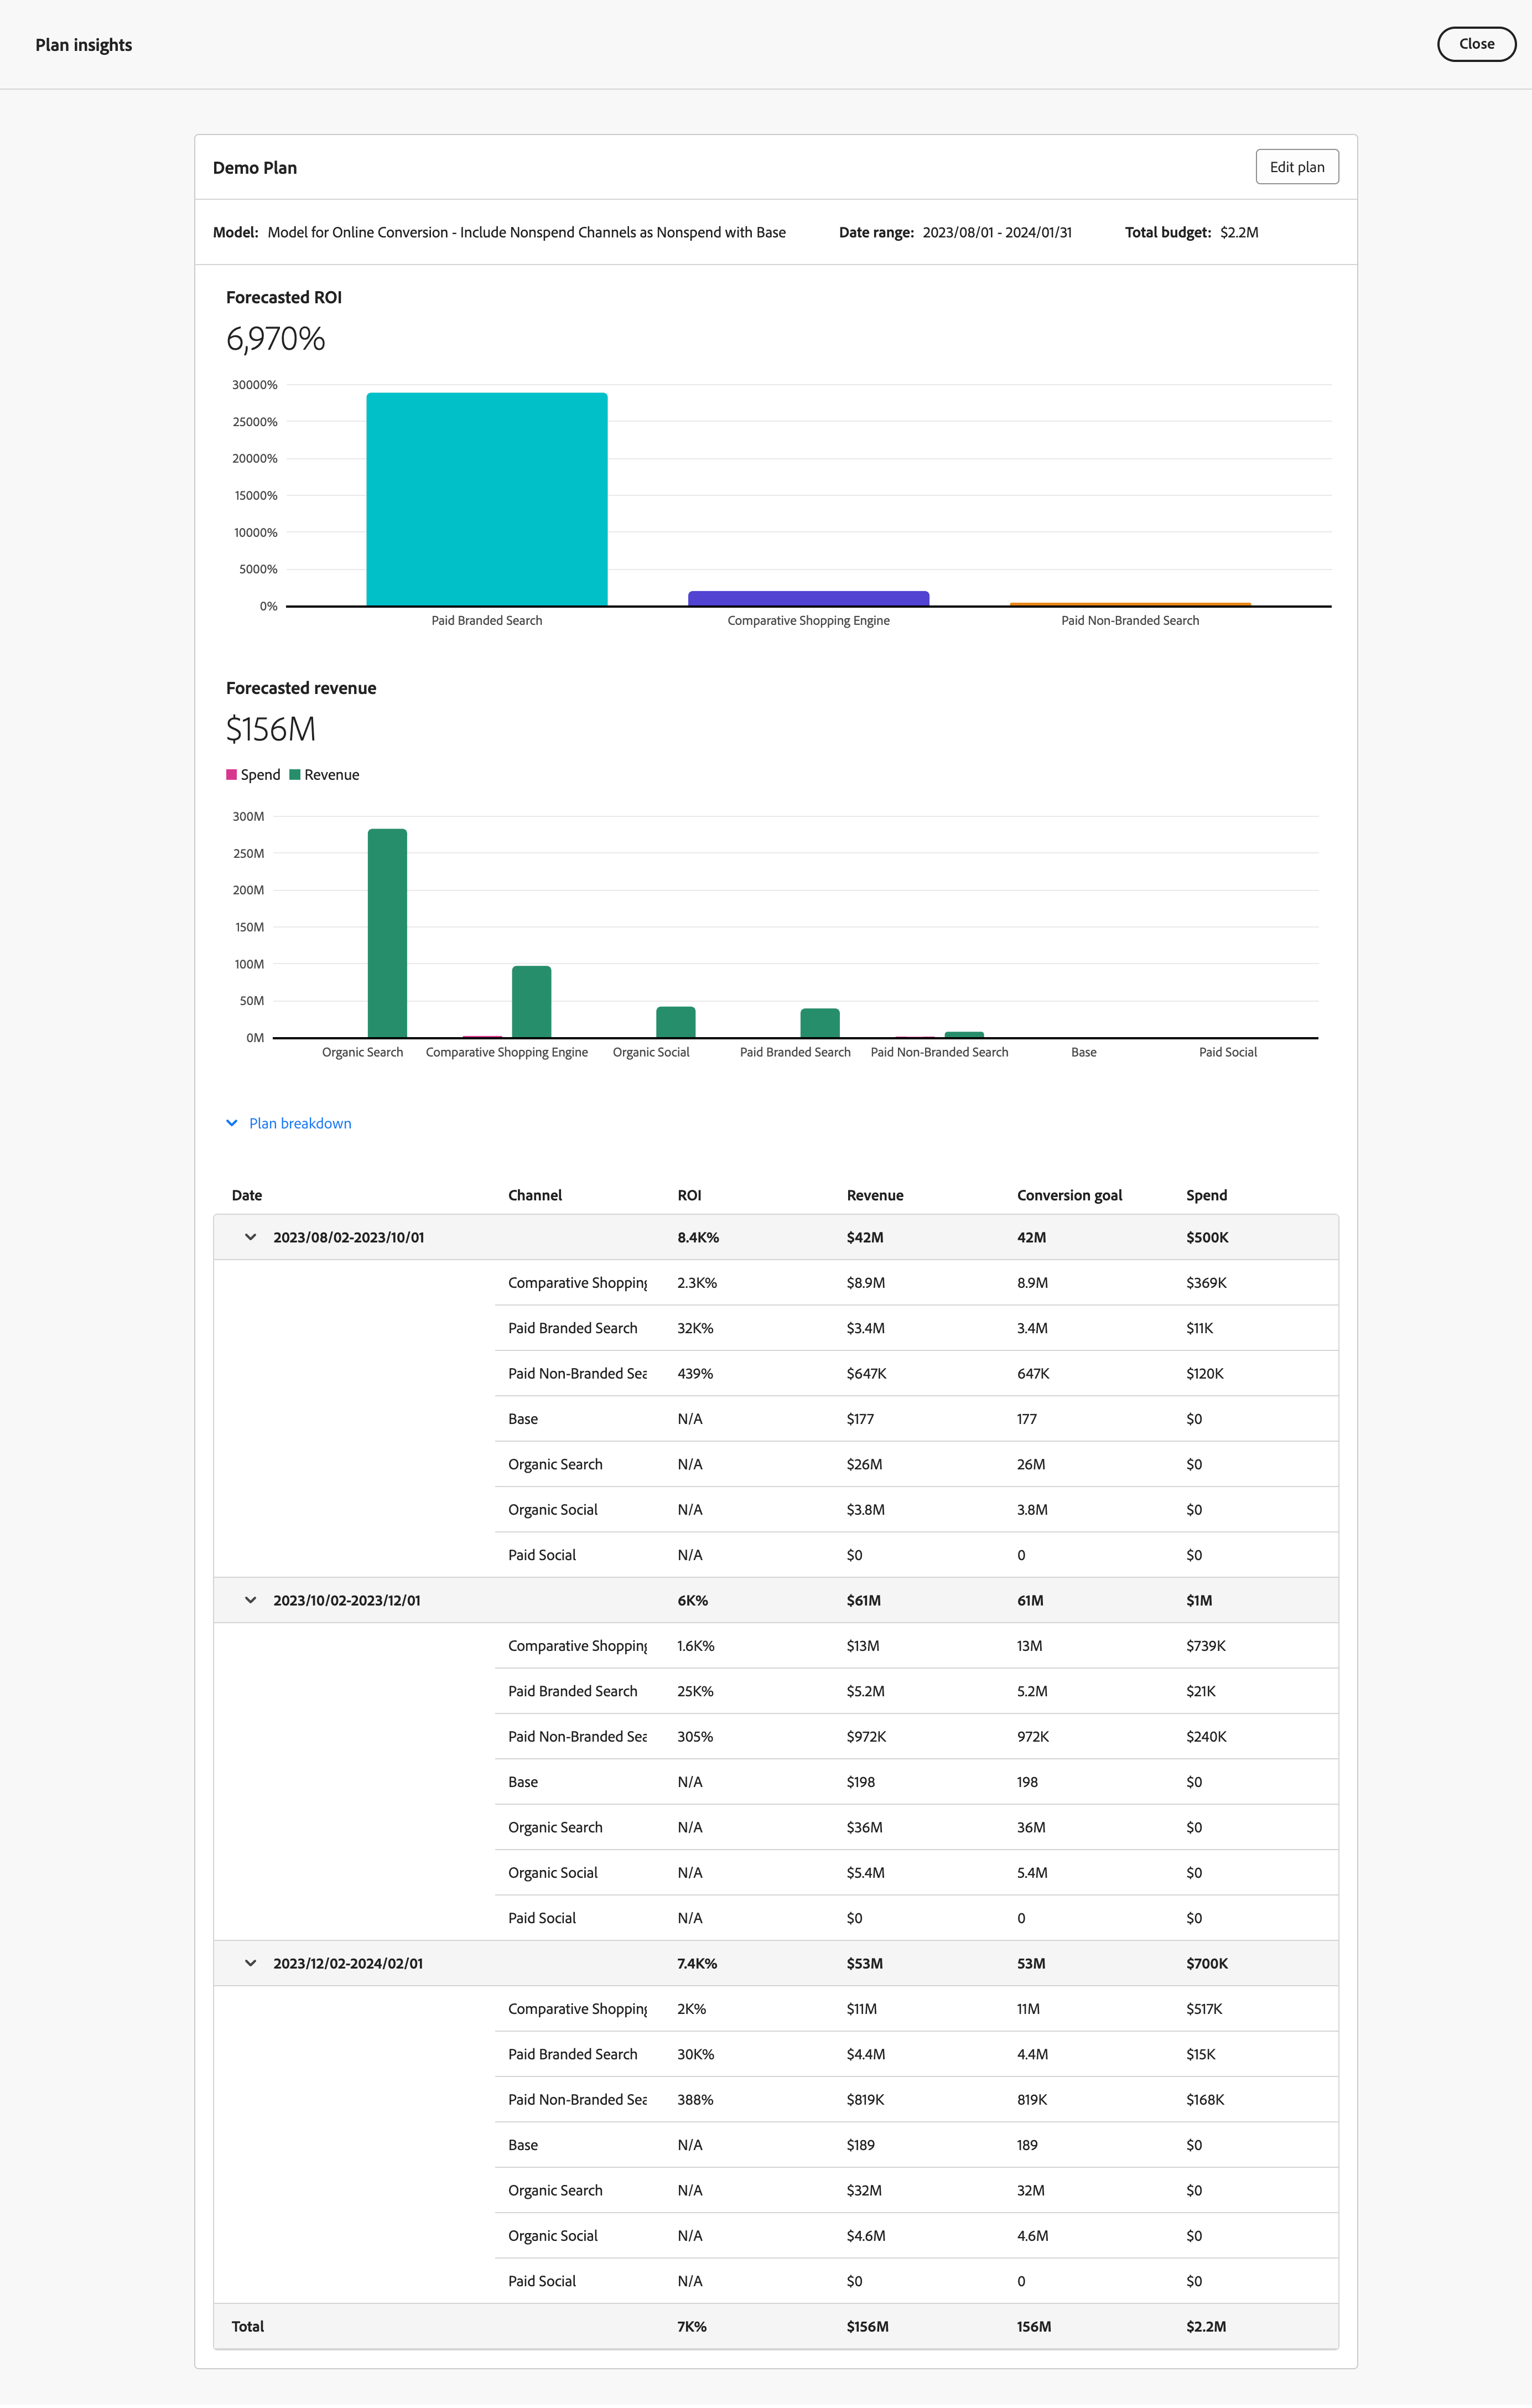 Plan insights
Close
Demo Plan
Edit plan
Model: Model for Online Conversion - Include Nonspend Channels as Nonspend with Base Date range: 2023/08/01 - 2024/01/31 Total budget: $2.2M
Forecasted ROI
6,970%
30000%
25000%
20000%
15000%
10000%
5000%
0%
Paid Branded Search Comparative Shopping Engine Paid Non-Branded Search
Forecasted revenue
$156M
Spend Revenue
300M
250M
200M
150M
100M
50M
0M
Organic Search Comparative Shopping Engine Organic Social Paid Branded Search Paid Non-Branded Search Base Paid Social
Plan breakdown
Date Channel ROI Revenue Conversion goal Spend
2023/08/02-2023/10/01 8.4K% $42M 42M $500K
Comparative Shopping 2.3K% $8.9M 8.9M $369K
Paid Branded Search 32K% $3.4M 3.4M $11K
Paid Non-Branded Sea 439% $647K 647K $120K
Base N/A $177 177 $0
Organic Search N/A $26M 26M $0
Organic Social N/A $3.8M 3.8M $0
Paid Social N/A $0 0 $0
2023/10/02-2023/12/01 6K% $61M 61M $1M
Comparative Shopping 1.6K% $13M 13M $739K
Paid Branded Search 25K% $5.2M 5.2M $21K
Paid Non-Branded Sea 305% $972K 972K $240K
Base N/A $198 198 $0
Organic Search N/A $36M 36M $0
Organic Social N/A $5.4M 5.4M $0
Paid Social N/A $0 0 $0
2023/12/02-2024/02/01 7.4K% $53M 53M $700K
Comparative Shopping 2K% $11M 11M $517K
Paid Branded Search 30K% $4.4M 4.4M $15K
Paid Non-Branded Sea 388% $819K 819K $168K
Base N/A $189 189 $0
Organic Search N/A $32M 32M $0
Organic Social N/A $4.6M 4.6M $0
Paid Social N/A $0 0 $0
Total 7K% $156M 156M $2.2M